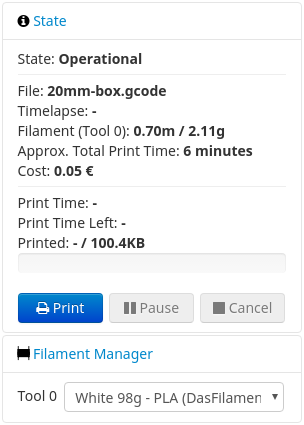 State
State: Operational
File: 20mm-box.gcode
Timelapse: -
Filament (Tool 0): 0.70m / 2.11g
Approx. Total Print Time: 6 minutes
Cost: 0.05 €
Print Time: -
Print Time Left: -
Printed: - / 100.4KB
Print Pause Cancel
Filament Manager
Tool 0 White 98g - PLA (DasFilamen